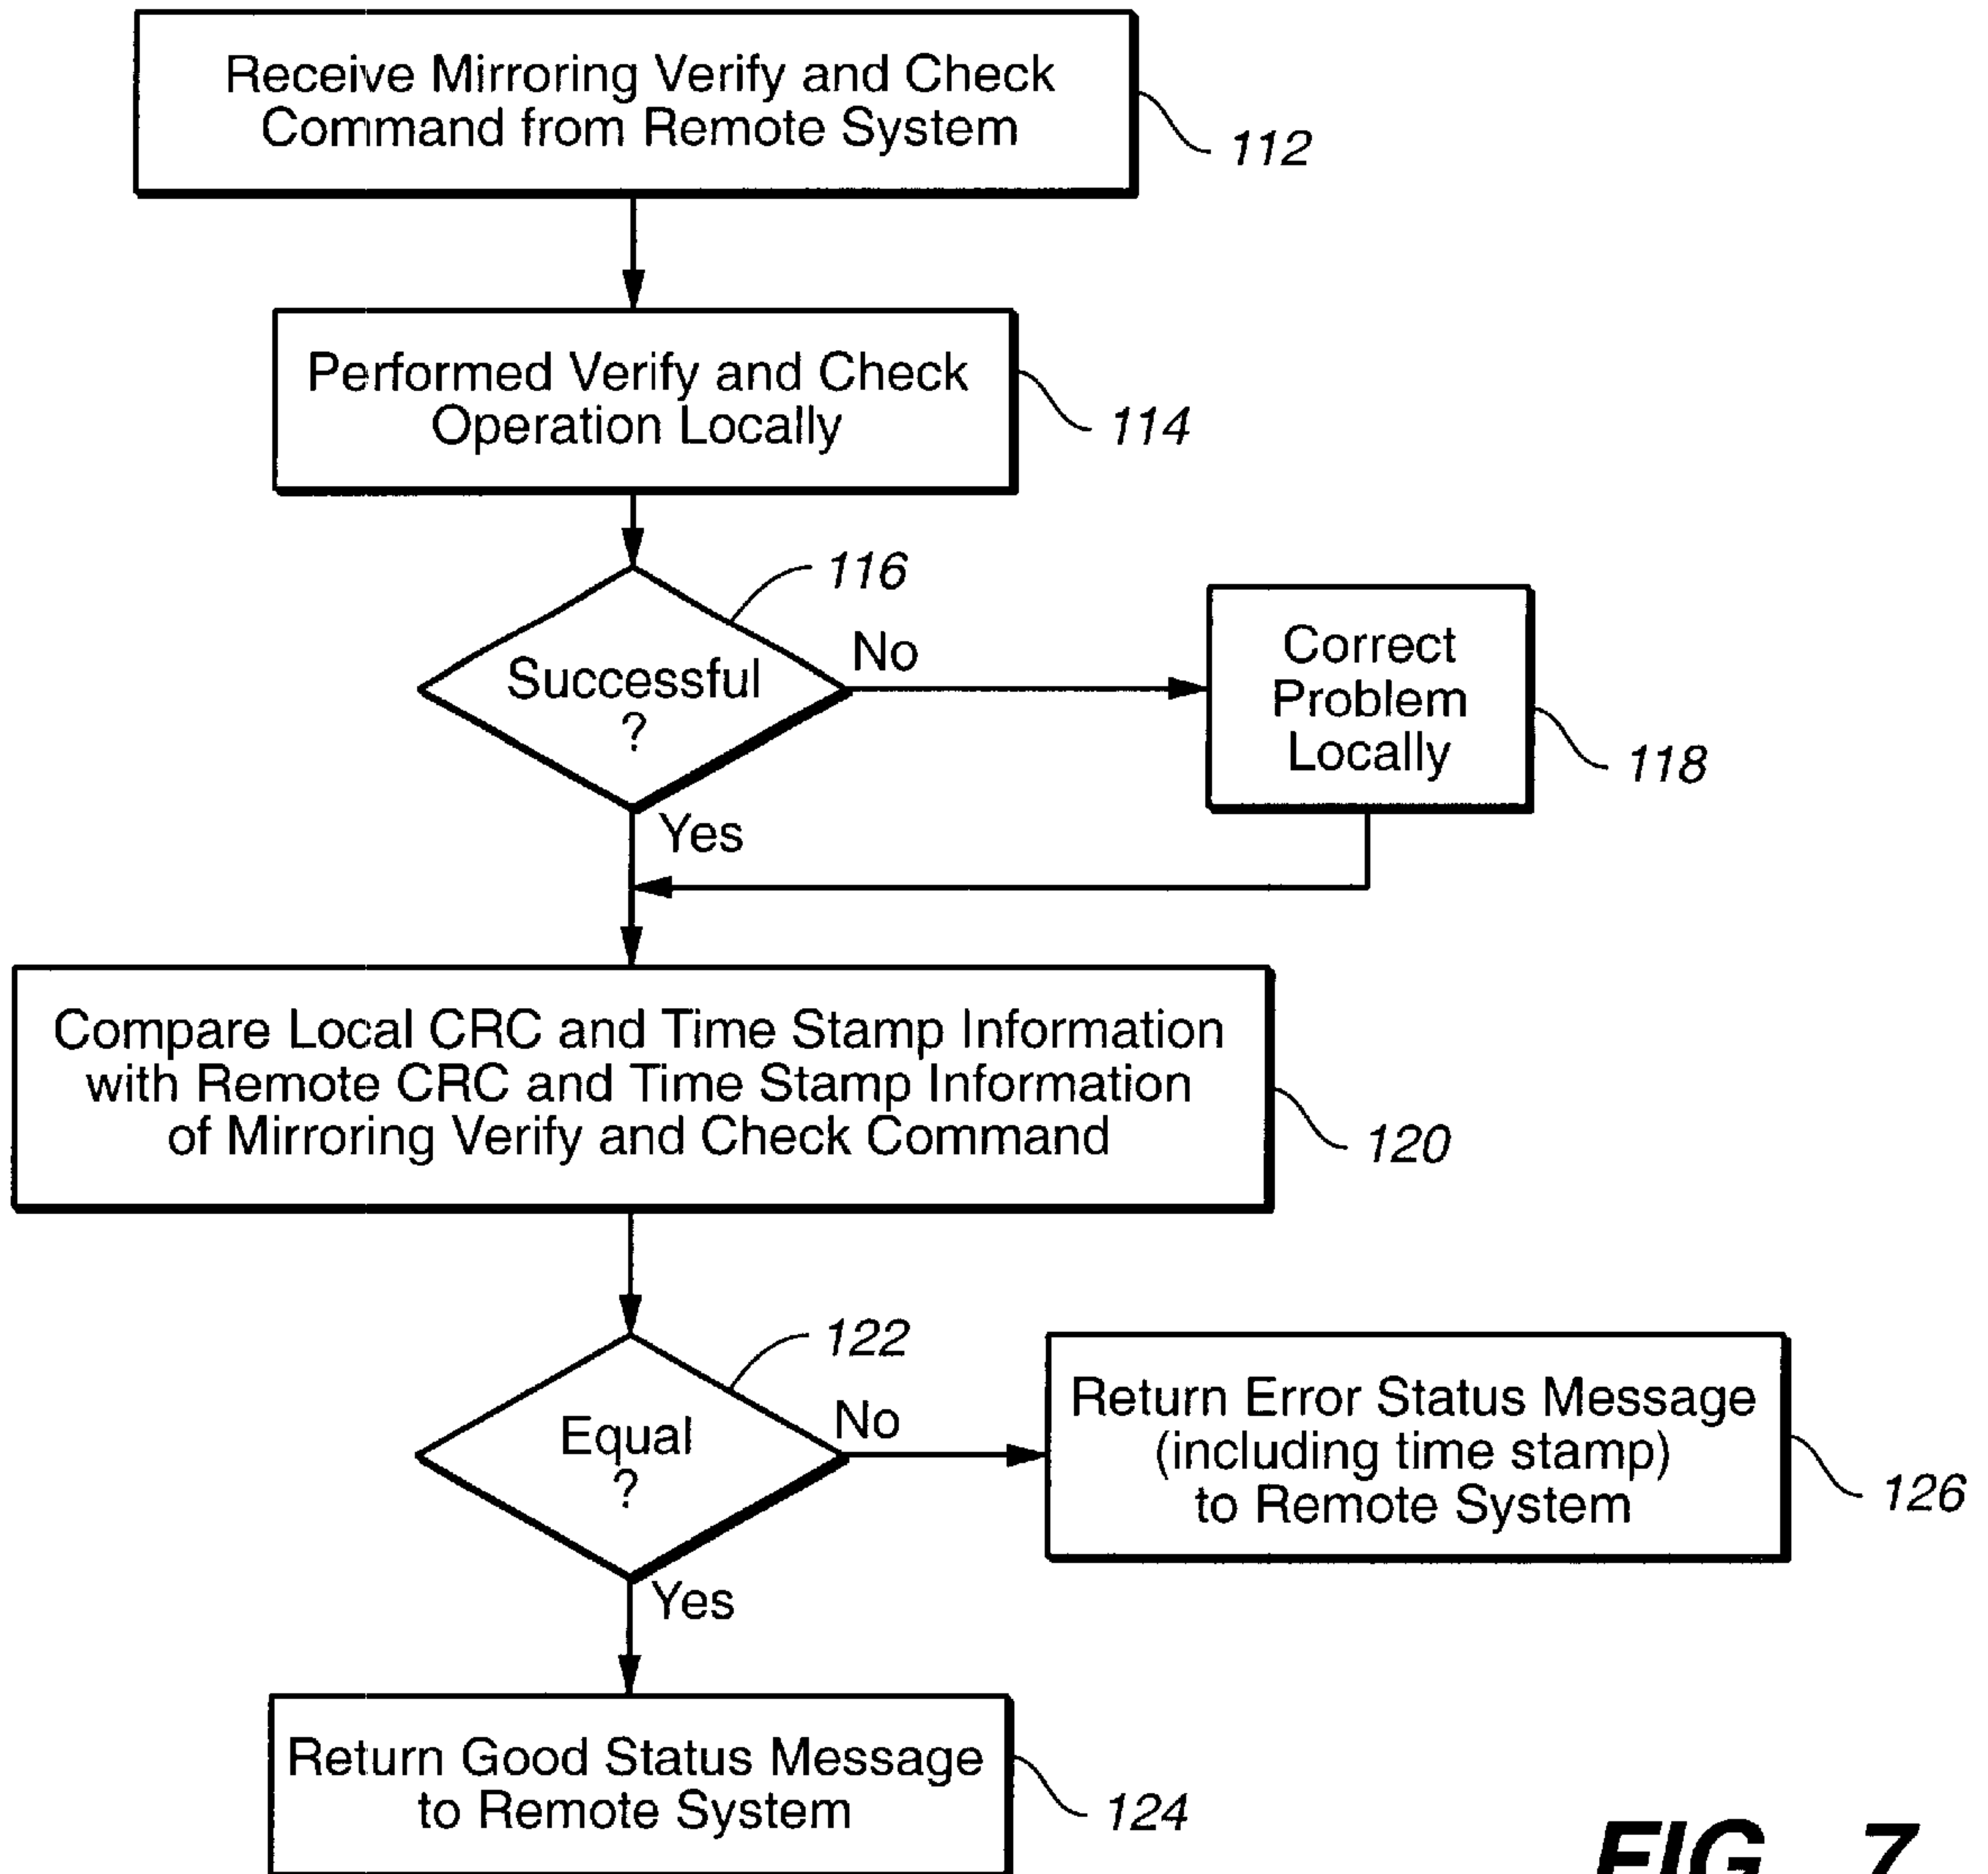 Receive Mirroring Verify and Check
Command from Remote System
112
Performed Verify and Check
Operation Locally
114
116
Successful
?
No
Correct
Problem
Locally
118
Yes
Compare Local CRC and Time Stamp Information
with Remote CRC and Time Stamp Information
of Mirroring Verify and Check Command
120
122
Equal
?
No
Return Error Status Message
(including time stamp)
to Remote System
126
Yes
Return Good Status Message
to Remote System
124
FIG._7